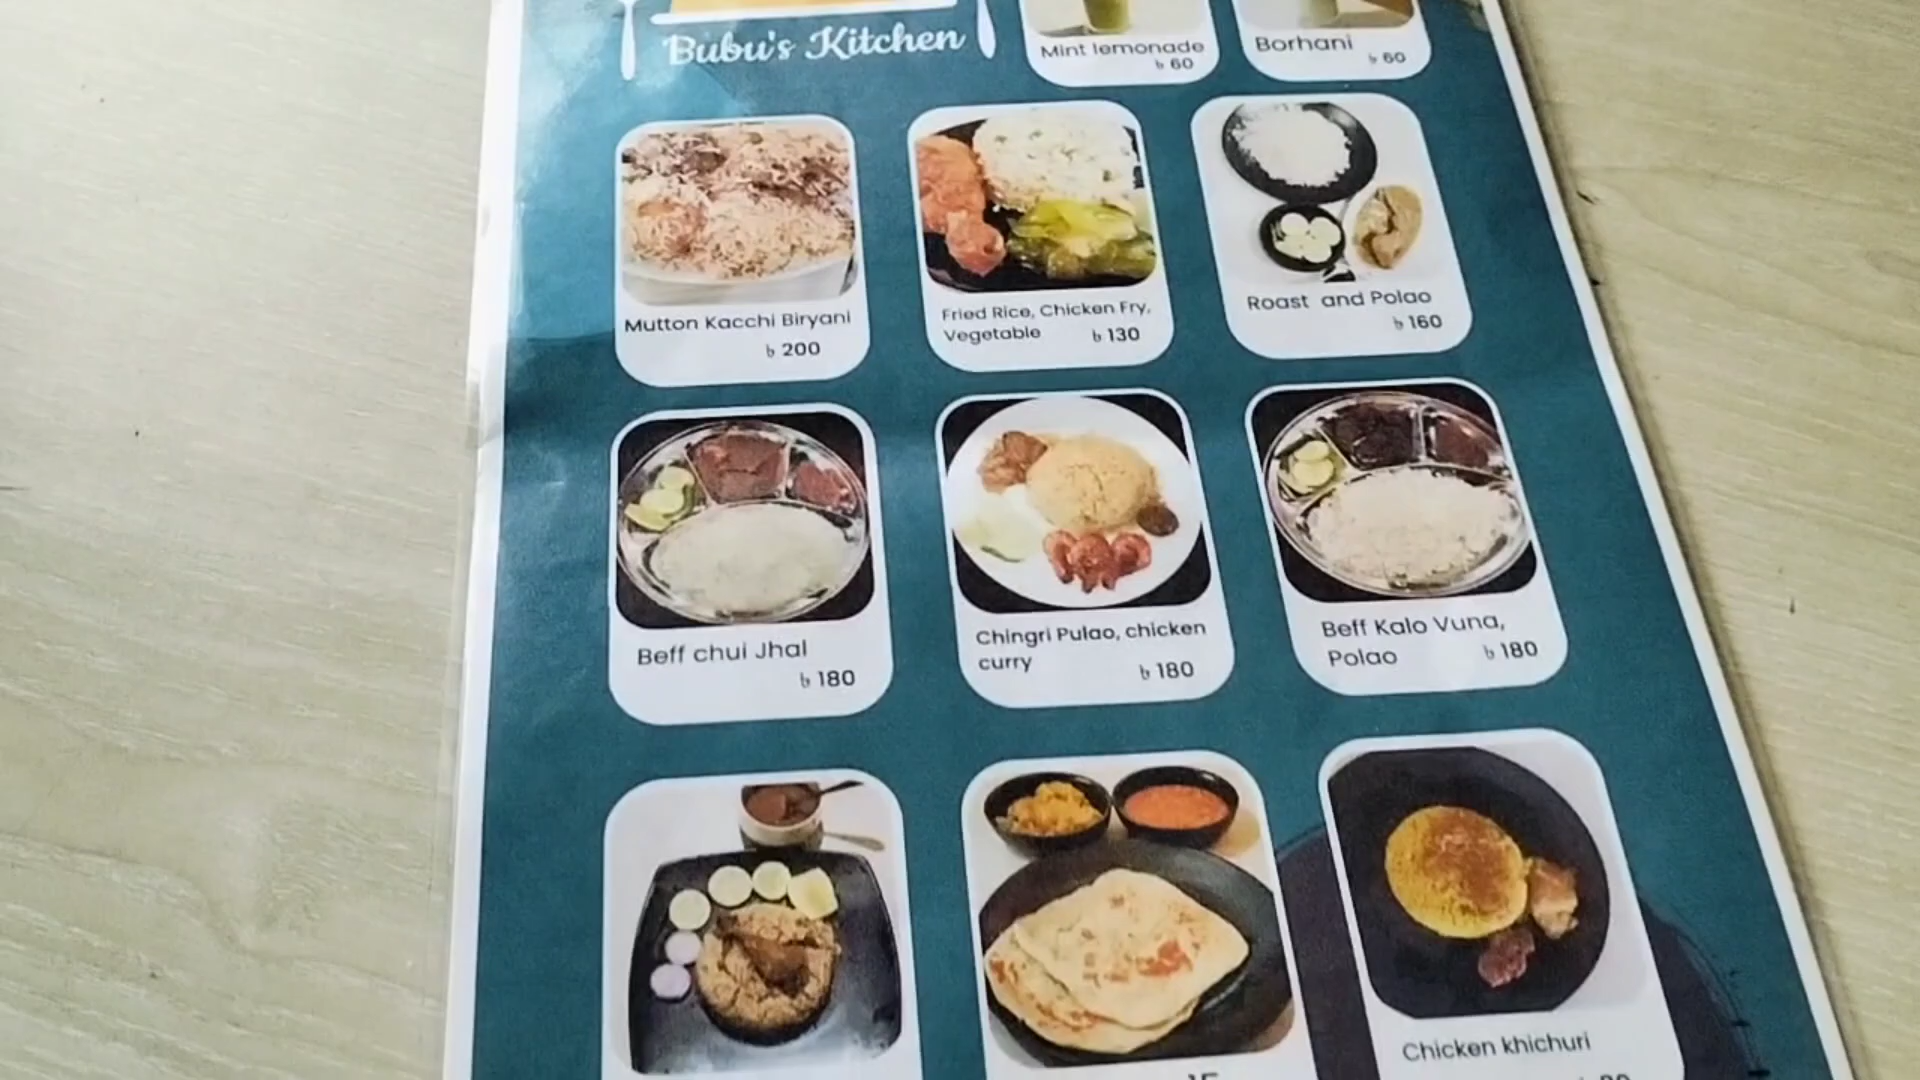 Bubu's Kitchen
Mint lemonade
৳ 60
Borhani
৳ 60
Mutton Kacchi Biryani
৳ 200
Fried Rice, Chicken Fry,
Vegetable ৳ 130
Roast and Polao
৳ 160
Beff chui Jhal
৳ 180
Chingri Pulao, chicken
curry ৳ 180
Beff Kalo Vuna,
Polao ৳ 180
Chicken khichuri